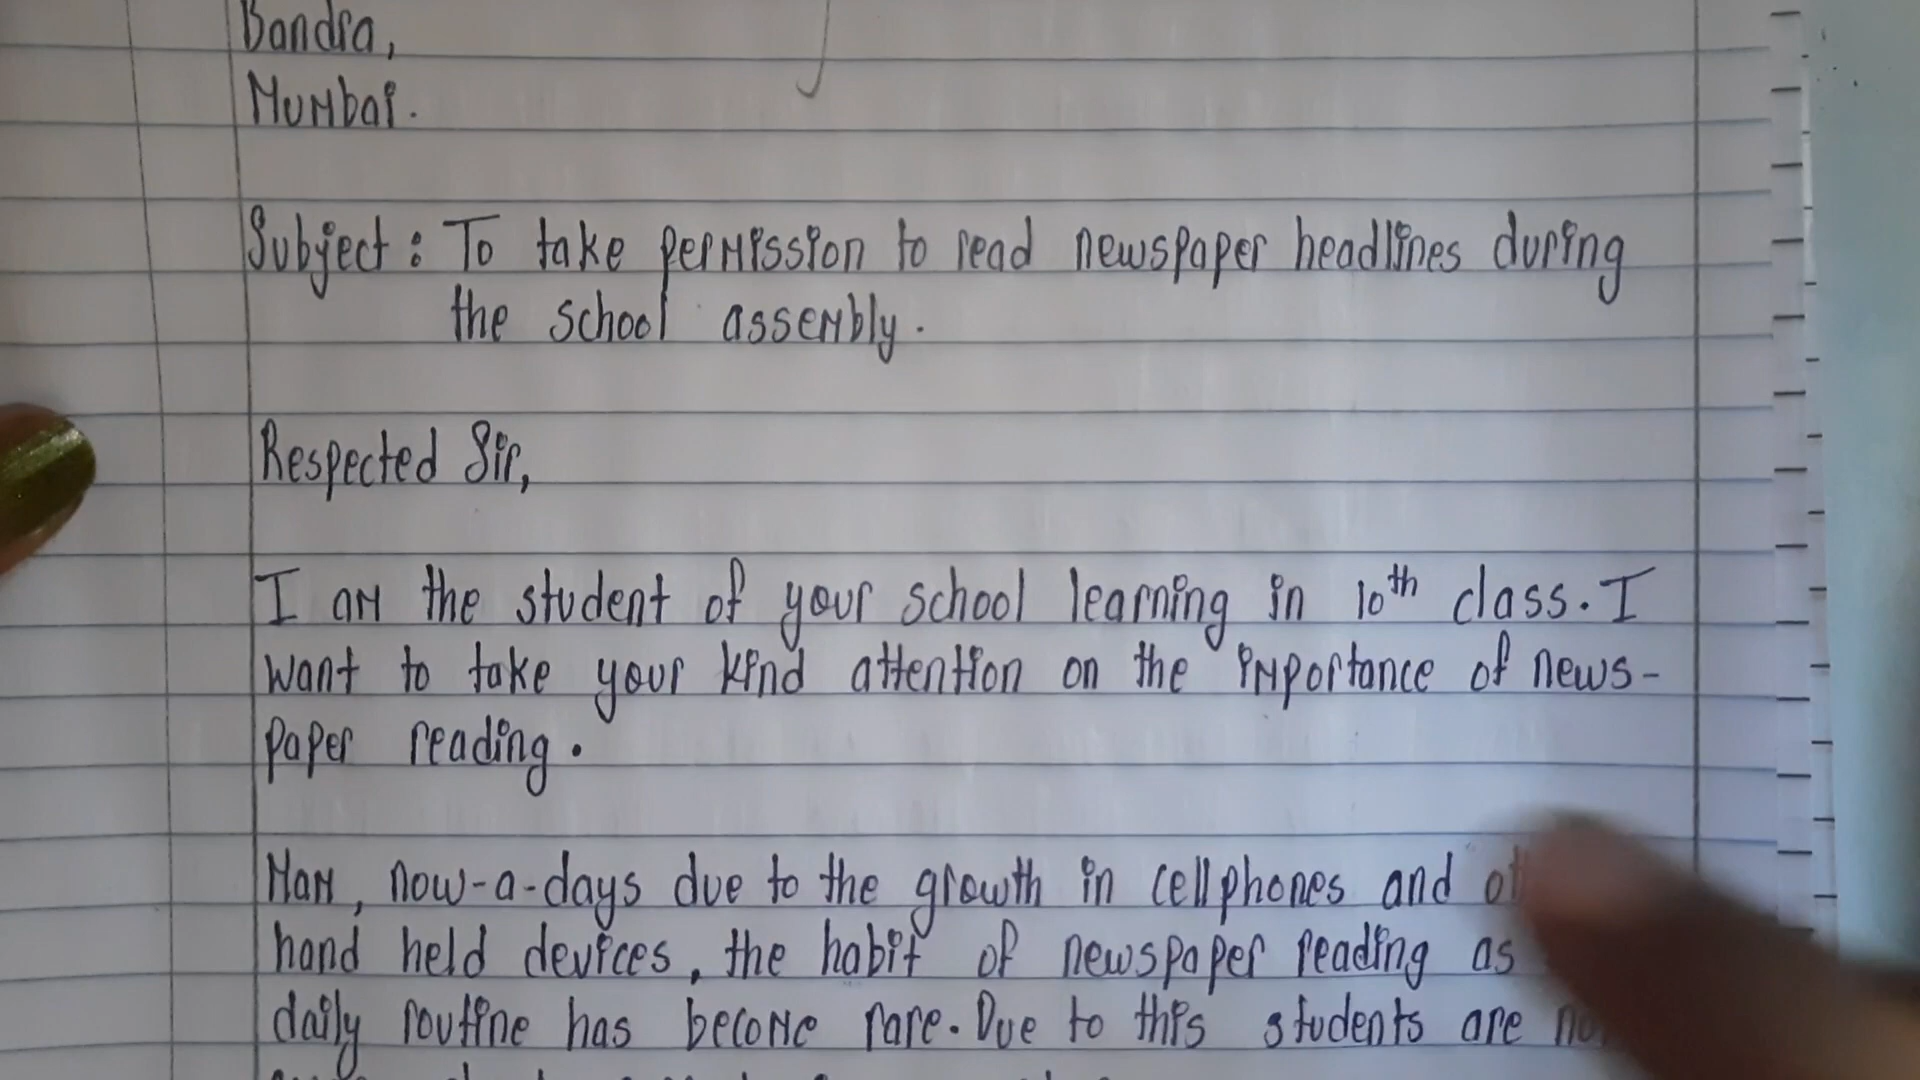 Bandra,
Mumbai.
Subject: To take permission to read newspaper headlines during
the school assembly.
Respected Sir,
I am the student of your school learning in 10th class. I
want to take your kind attention on the importance of news-
paper reading.
Mam, now-a-days due to the growth in cell phones and
hand held devices, the habit of newspaper reading as
daily routine has become rare. Due to this students are